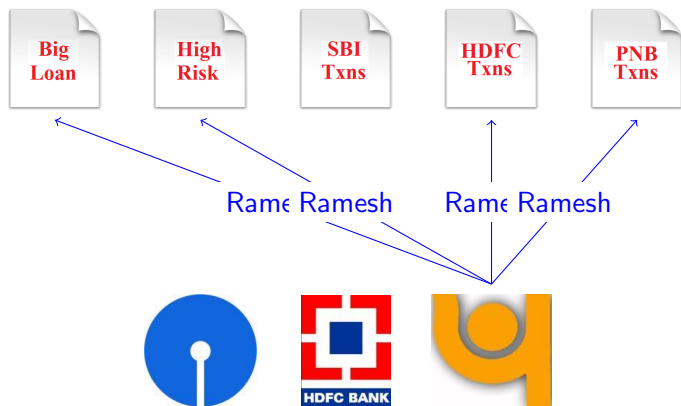 Big
Loan
High
Risk
SBI
Txns
HDFC
Txns
PNB
Txns
Rame
Ramesh
Rame
Ramesh
HDFC BANK